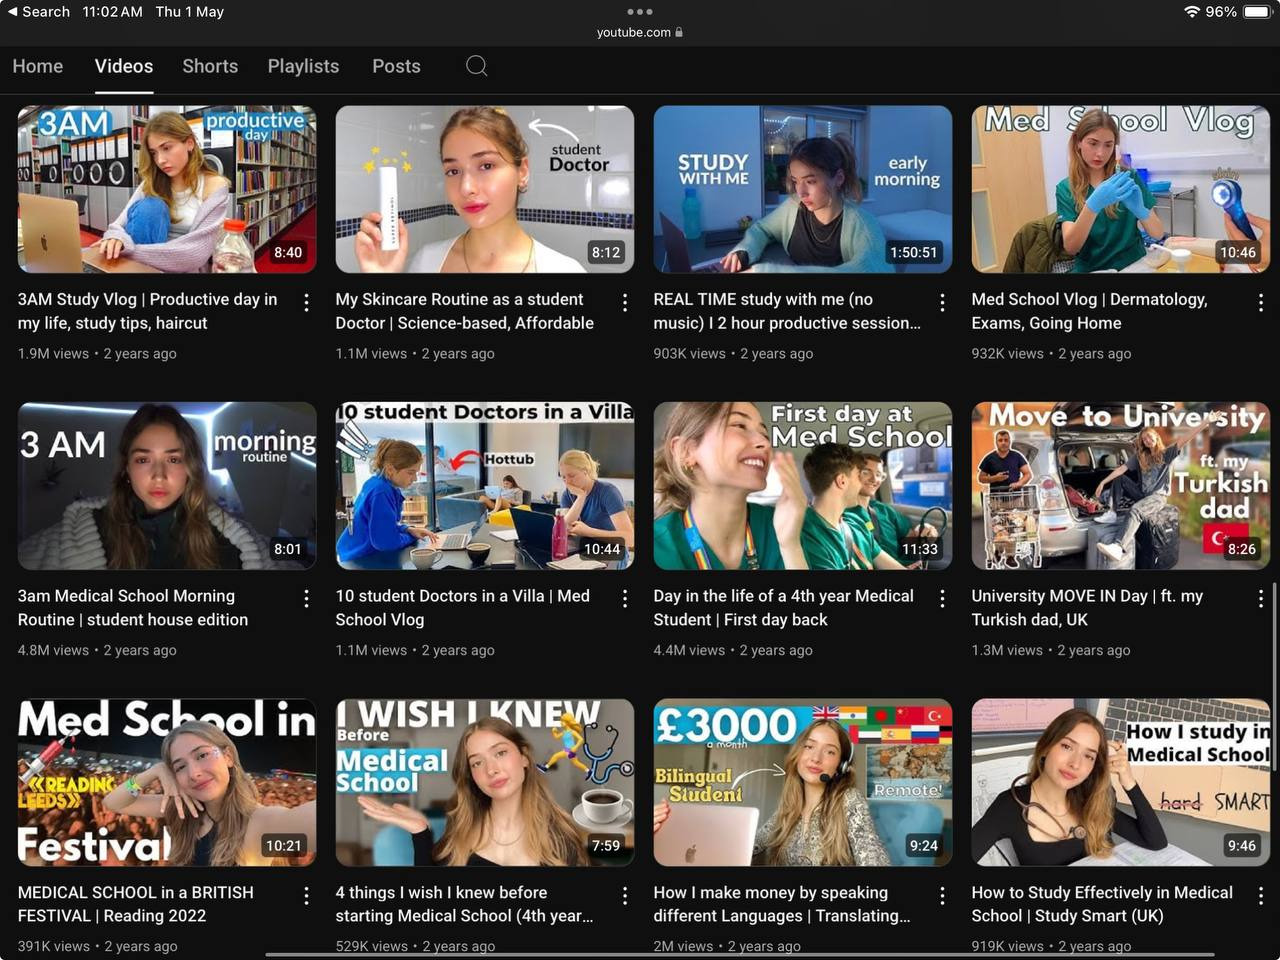 Search 11:02 AM Thu 1 May
96%
youtube.com
Home Videos Shorts Playlists Posts
3AM
productive
day
8:40
student
Doctor
8:12
STUDY
WITH ME
early
morning
1:50:51
Med School Vlog
skin
10:46
3AM Study Vlog | Productive day in
my life, study tips, haircut
1.9M views • 2 years ago
My Skincare Routine as a student
Doctor | Science-based, Affordable
1.1M views • 2 years ago
REAL TIME study with me (no
music) I 2 hour productive session...
903K views • 2 years ago
Med School Vlog | Dermatology,
Exams, Going Home
932K views • 2 years ago
3 AM
morning
routine
8:01
10 student Doctors in a Villa
Hottub
10:44
First day at
Med School
11:33
Move to University
ft. my
Turkish
dad
8:26
3am Medical School Morning
Routine | student house edition
4.8M views • 2 years ago
10 student Doctors in a Villa | Med
School Vlog
1.1M views • 2 years ago
Day in the life of a 4th year Medical
Student | First day back
4.4M views • 2 years ago
University MOVE IN Day | ft. my
Turkish dad, UK
1.3M views • 2 years ago
Med School in
READING
LEEDS
Festival
10:21
I WISH I KNEW
Before
Medical
School
7:59
£3000
a month
Bilingual
Student
Remote!
9:24
How I study in
Medical School
hard SMART
9:46
MEDICAL SCHOOL in a BRITISH
FESTIVAL | Reading 2022
391K views • 2 years ago
4 things I wish I knew before
starting Medical School (4th year...
529K views • 2 years ago
How I make money by speaking
different Languages | Translating...
2M views • 2 years ago
How to Study Effectively in Medical
School | Study Smart (UK)
919K views • 2 years ago